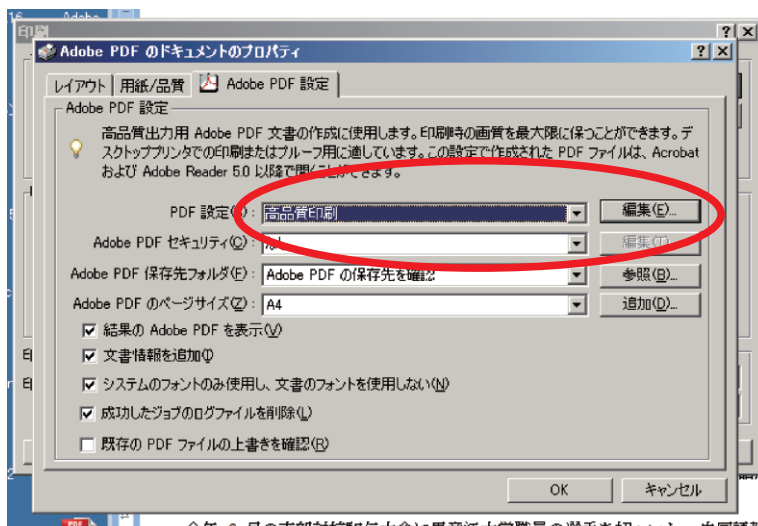 Adobe
印刷
Adobe PDF のドキュメントのプロパティ
レイアウト 用紙/品質 Adobe PDF 設定
Adobe PDF 設定
高品質出力用 Adobe PDF 文書の作成に使用します。印刷時の画質を最大限に保つことができます。デ
スクトッププリンタでの印刷またはプルーフ用に適しています。この設定で作成された PDF ファイルは、Acrobat
および Adobe Reader 5.0 以降で開くことができます。
PDF 設定(S): 高品質印刷 編集(E)...
Adobe PDF セキュリティ(C): なし 編集(T)...
Adobe PDF 保存先フォルダ(F): Adobe PDF の保存先を確認 参照(B)...
Adobe PDF のページサイズ(Z): A4 追加(D)...
結果の Adobe PDF を表示(V)
文書情報を追加(I)
システムのフォントのみ使用し、文書のフォントを使用しない(N)
成功したジョブのログファイルを削除(L)
既存の PDF ファイルの上書きを確認(R)
OK キャンセル